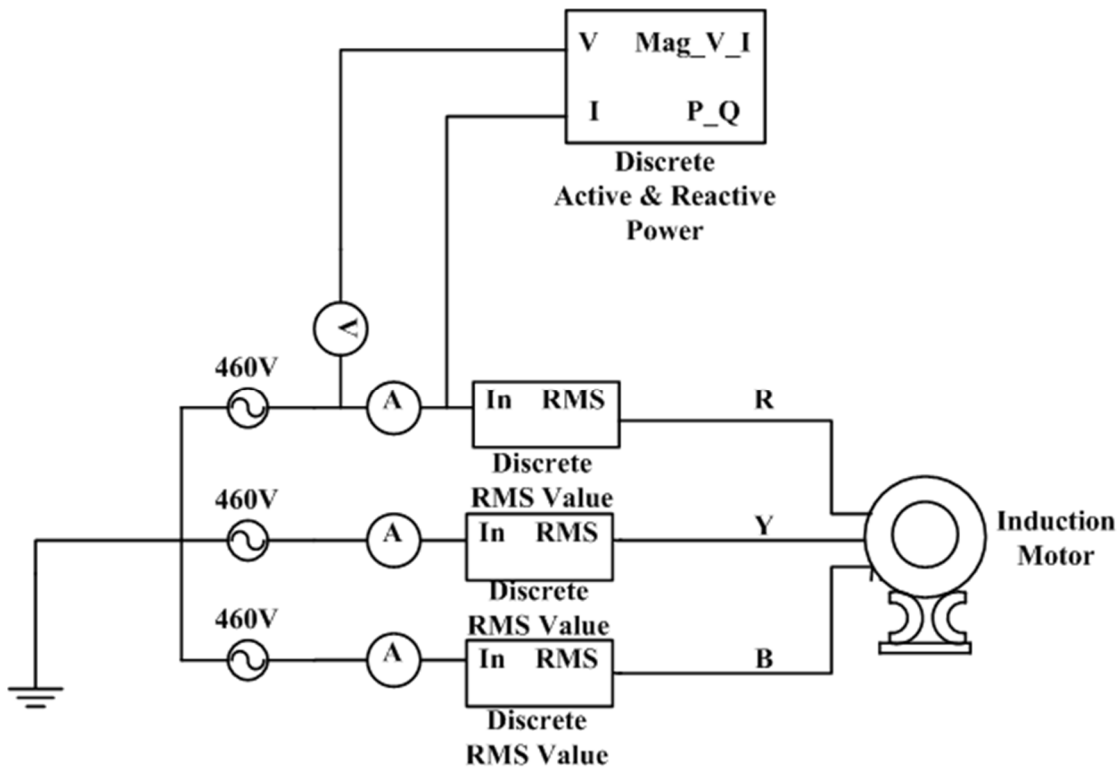 V Mag_V_I
I P_Q
Discrete
Active & Reactive
Power
V
460V
A
In RMS
R
Discrete
RMS Value
460V
A
In RMS
Y
Induction
Motor
Discrete
RMS Value
460V
A
In RMS
B
Discrete
RMS Value